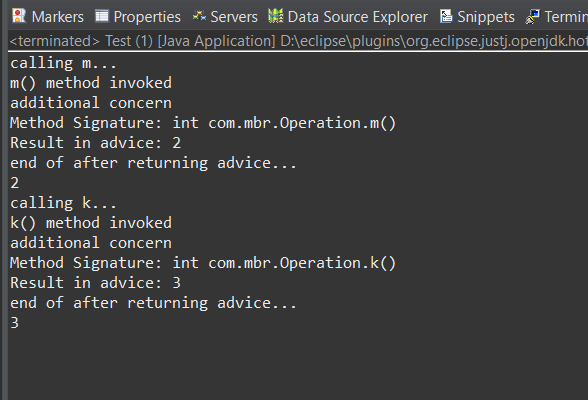 Markers Properties Servers Data Source Explorer Snippets Termin
<terminated> Test (1) [Java Application] D:\eclipse\plugins\org.eclipse.justj.openjdk.hot
calling m...
m() method invoked
additional concern
Method Signature: int com.mbr.Operation.m()
Result in advice: 2
end of after returning advice...
2
calling k...
k() method invoked
additional concern
Method Signature: int com.mbr.Operation.k()
Result in advice: 3
end of after returning advice...
3